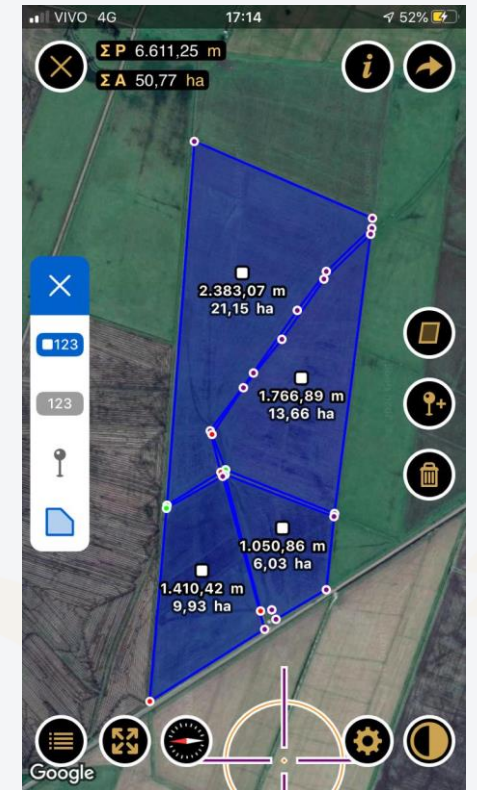 VIVO 4G 17:14 52%
Σ P 6.611,25 m
Σ A 50,77 ha
i
2.383,07 m
21,15 ha
123
123
1.766,89 m
13,66 ha
1.050,86 m
6,03 ha
1.410,42 m
9,93 ha
Google